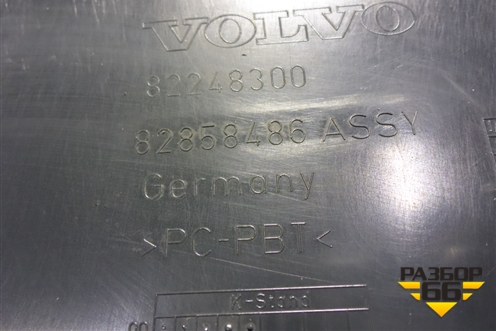 VOLVO
82248300
82858486 ASSY
Germany
>PC-PBT<
K-Stand
РАЗБОР
66